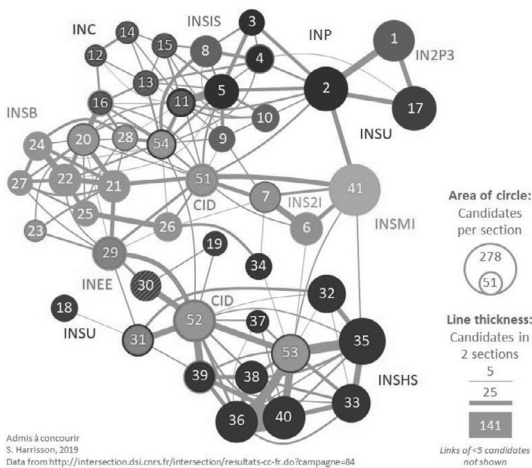 3
INSIS
INP
INC
14
15
8
1
12
4
IN2P3
13
5
2
11
16
10
17
INSB
9
INSU
20
28
54
24
51
41
22
21
7
INS2I
27
CID
INSMI
25
6
26
23
19
29
34
INEE
30
CID
32
18
52
37
INSU
31
35
53
INSHS
39
38
33
36
40
Area of circle:
Candidates
per section
278
51
Line thickness:
Candidates in
2 sections
5
25
141
Links of <5 candidates
not shown
Admis à concourir
S. Harrisson, 2019
Data from http://intersection.dsi.cnrs.fr/intersection/resultats-cc-fr.do?campagne=84